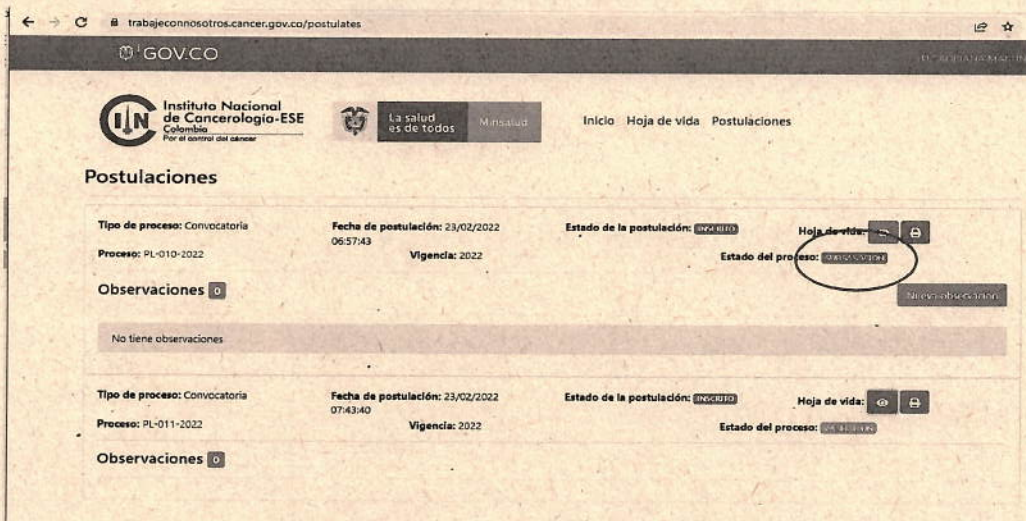 trabajeconnosotros.cancer.gov.co/postulates
GOV.CO
Instituto Nacional
de Cancerología-ESE
Colombia
Por el control del cáncer
La salud
es de todos
Minsalud
Inicio Hoja de vida Postulaciones
Postulaciones
Tipo de proceso: Convocatoria
Fecha de postulación: 23/02/2022
06:57:43
Estado de la postulación: INSCRITO
Hoja de vida:
Proceso: PL-010-2022
Vigencia: 2022
Estado del proceso:
Observaciones 0
Nueva observación
No tiene observaciones
Tipo de proceso: Convocatoria
Fecha de postulación: 23/02/2022
07:43:40
Estado de la postulación: INSCRITO
Hoja de vida:
Proceso: PL-011-2022
Vigencia: 2022
Estado del proceso:
Observaciones 0